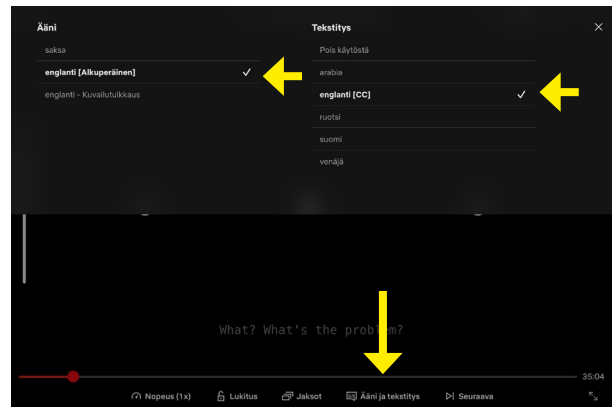 Ääni
saksa
englanti [Alkuperäinen]
englanti - Kuvailutulkkaus
Tekstitys
Pois käytöstä
arabia
englanti [CC]
ruotsi
suomi
venäjä
What? What's the problem?
35:04
Nopeus (1x) Lukitus Jaksot Ääni ja tekstitys Seuraava